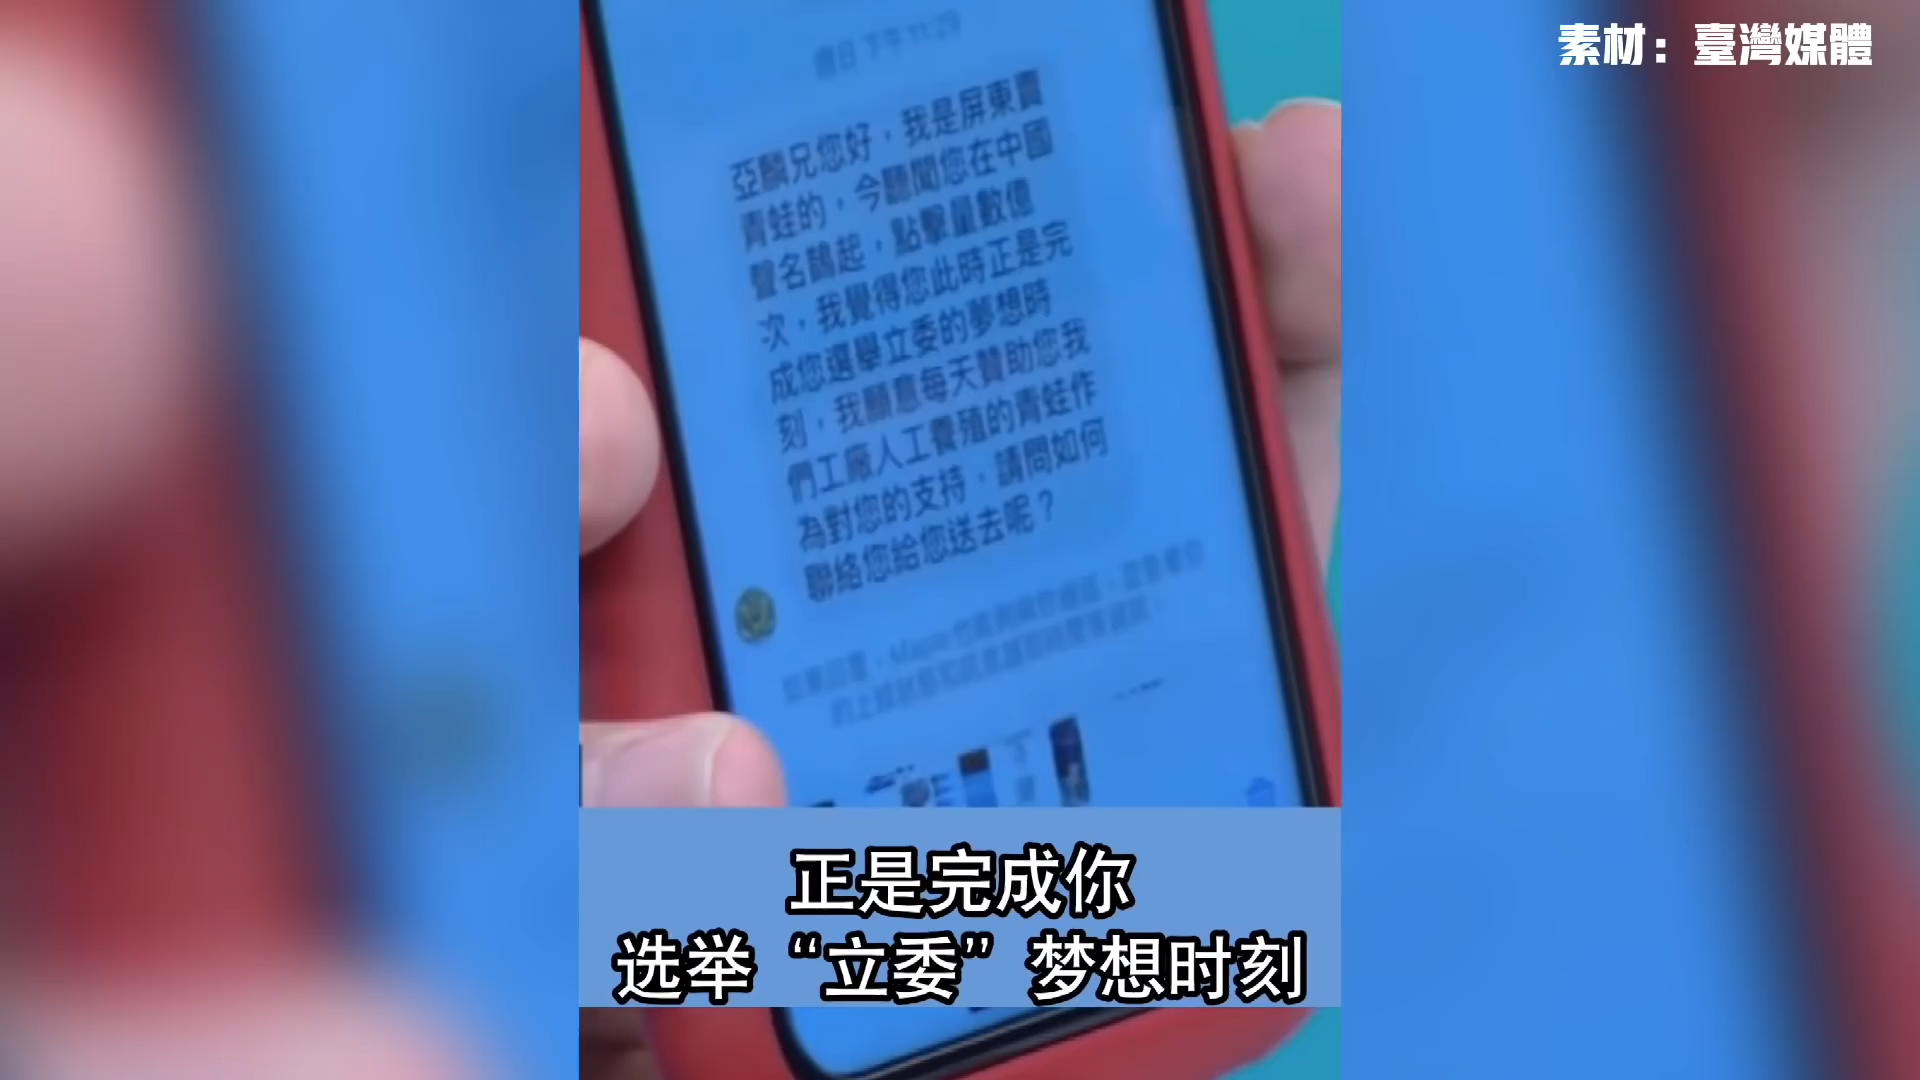 素材：臺灣媒體
週日 下午 11:29
亞麟兄您好，我是屏東賣
青蛙的，今聽聞您在中國
聲名鵲起，點擊量數億
次，我覺得您此時正是完
成您選舉立委的夢想時
刻，我願意每天贊助您我
們工廠人工養殖的青蛙作
為對您的支持，請問如何
聯絡您給您送去呢？
正是完成你
选举“立委”梦想时刻